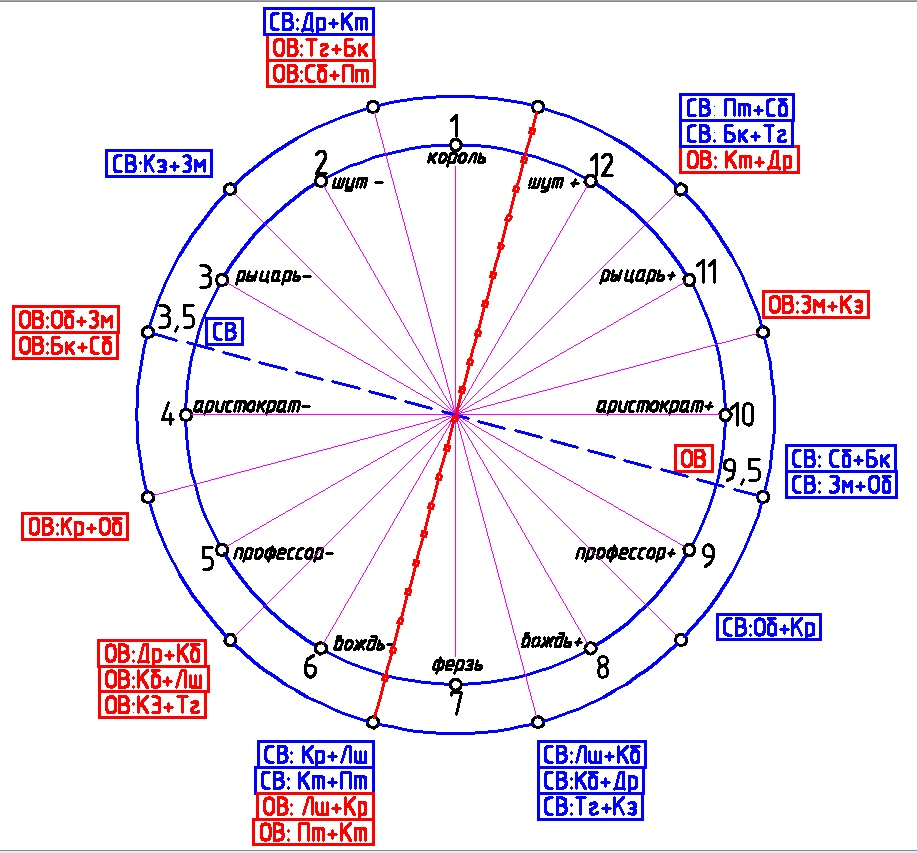 СВ:Др+Кт
ОВ:Тг+Бк
ОВ:Сб+Пт
СВ: Пт+Сб
СВ: Бк+Тг
ОВ: Кт+Др
1
король
2
шут -
шут +
12
СВ:Кз+Зм
3
рыцарь-
рыцарь+
11
ОВ:Об+Зм
ОВ:Бк+Сб
3,5
СВ
ОВ:Зм+Кз
4
аристократ-
аристократ+
10
ОВ
9,5
СВ: Сб+Бк
СВ: Зм+Об
ОВ:Кр+Об
5
профессор-
профессор+
9
СВ:Об+Кр
6
вождь-
вождь+
8
ферзь
7
ОВ:Др+Кб
ОВ:Кб+Лш
ОВ:КЗ+Тг
СВ: Кр+Лш
СВ: Кт+Пт
ОВ: Лш+Кр
ОВ: Пт+Кт
СВ:Лш+Кб
СВ:Кб+Др
СВ:Тг+Кз